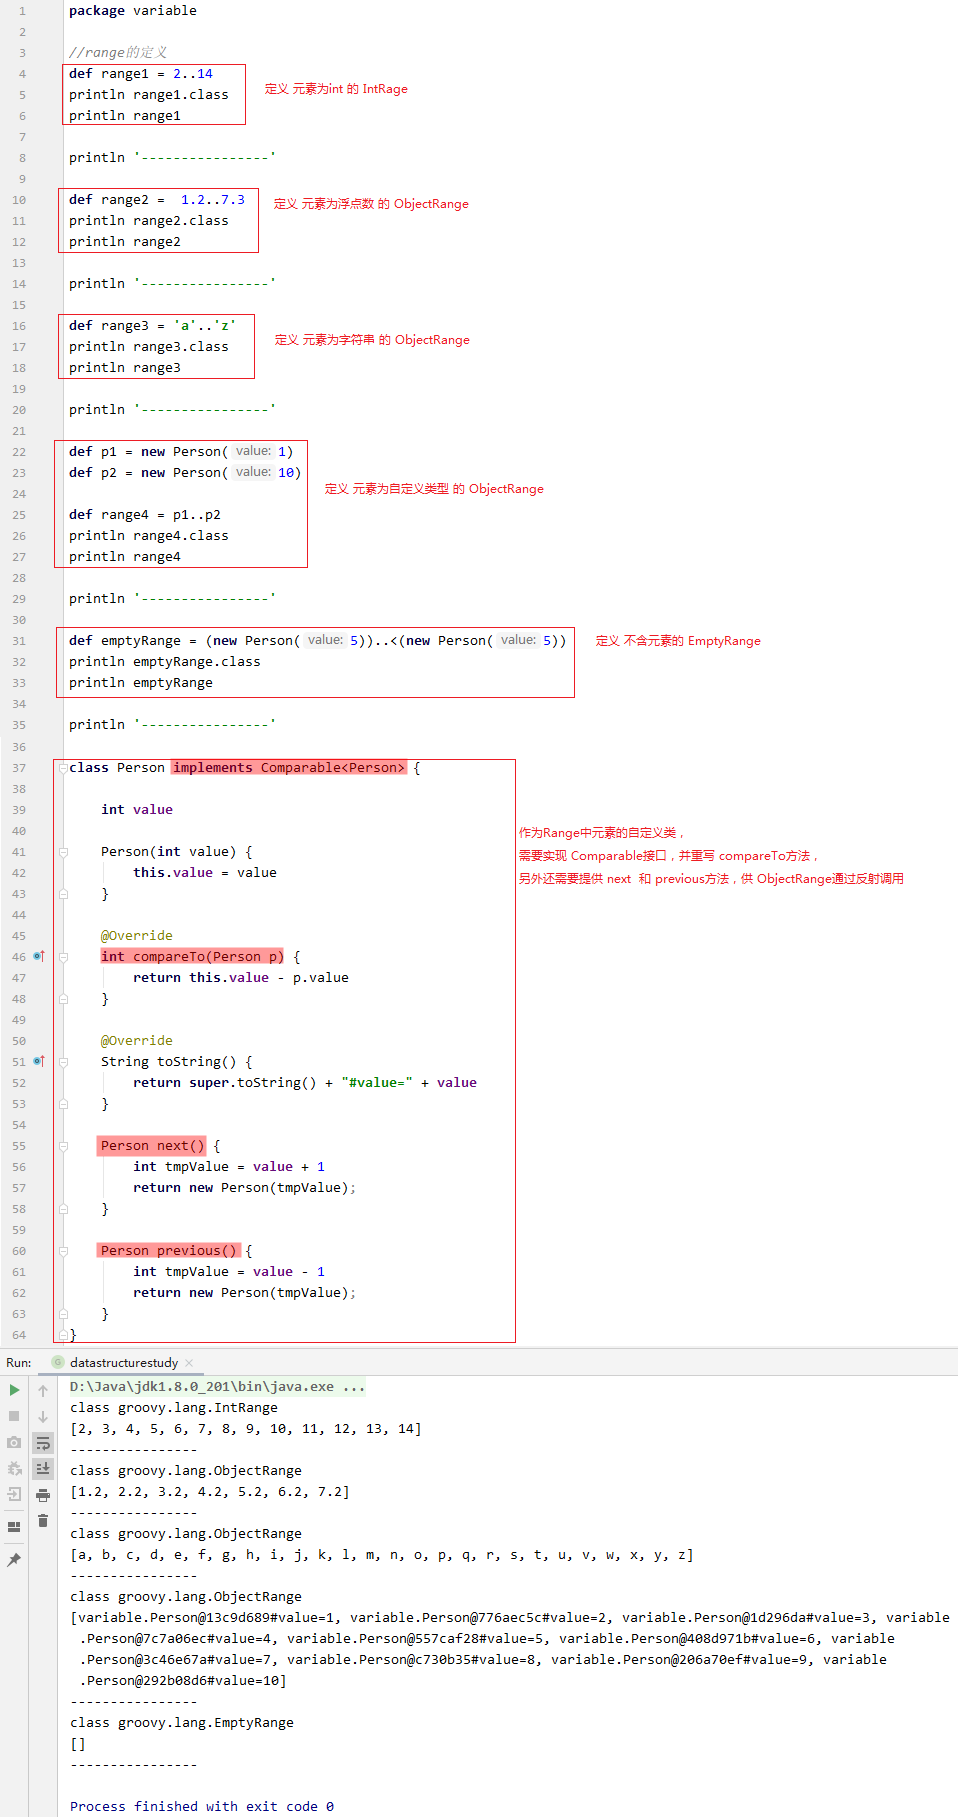 1 package variable
2
3 //range的定义
4 def range1 = 2..14
5 println range1.class
定义 元素为int 的 IntRage
6 println range1
7
8 println '----------------'
9
10 def range2 =  1.2..7.3
定义 元素为浮点数 的 ObjectRange
11 println range2.class
12 println range2
13
14 println '----------------'
15
16 def range3 = 'a'..'z'
17 println range3.class
定义 元素为字符串 的 ObjectRange
18 println range3
19
20 println '----------------'
21
22 def p1 = new Person( value: 1)
23 def p2 = new Person( value: 10)
24
定义 元素为自定义类型 的 ObjectRange
25 def range4 = p1..p2
26 println range4.class
27 println range4
28
29 println '----------------'
30
31 def emptyRange = (new Person( value: 5))..<(new Person( value: 5))
定义 不含元素的 EmptyRange
32 println emptyRange.class
33 println emptyRange
34
35 println '----------------'
36
37 class Person implements Comparable<Person> {
38
39     int value
40
作为Range中元素的自定义类，
41     Person(int value) {
需要实现 Comparable接口，并重写 compareTo方法，
42         this.value = value
另外还需要提供 next  和 previous方法，供 ObjectRange通过反射调用
43     }
44
45     @Override
46     int compareTo(Person p) {
47         return this.value - p.value
48     }
49
50     @Override
51     String toString() {
52         return super.toString() + "#value=" + value
53     }
54
55     Person next() {
56         int tmpValue = value + 1
57         return new Person(tmpValue);
58     }
59
60     Person previous() {
61         int tmpValue = value - 1
62         return new Person(tmpValue);
63     }
64 }
Run: datastructurestudy
D:\Java\jdk1.8.0_201\bin\java.exe ...
class groovy.lang.IntRange
[2, 3, 4, 5, 6, 7, 8, 9, 10, 11, 12, 13, 14]
----------------
class groovy.lang.ObjectRange
[1.2, 2.2, 3.2, 4.2, 5.2, 6.2, 7.2]
----------------
class groovy.lang.ObjectRange
[a, b, c, d, e, f, g, h, i, j, k, l, m, n, o, p, q, r, s, t, u, v, w, x, y, z]
----------------
class groovy.lang.ObjectRange
[variable.Person@13c9d689#value=1, variable.Person@776aec5c#value=2, variable.Person@1d296da#value=3, variable
.Person@7c7a06ec#value=4, variable.Person@557caf28#value=5, variable.Person@408d971b#value=6, variable
.Person@3c46e67a#value=7, variable.Person@c730b35#value=8, variable.Person@206a70ef#value=9, variable
.Person@292b08d6#value=10]
----------------
class groovy.lang.EmptyRange
[]
----------------
Process finished with exit code 0